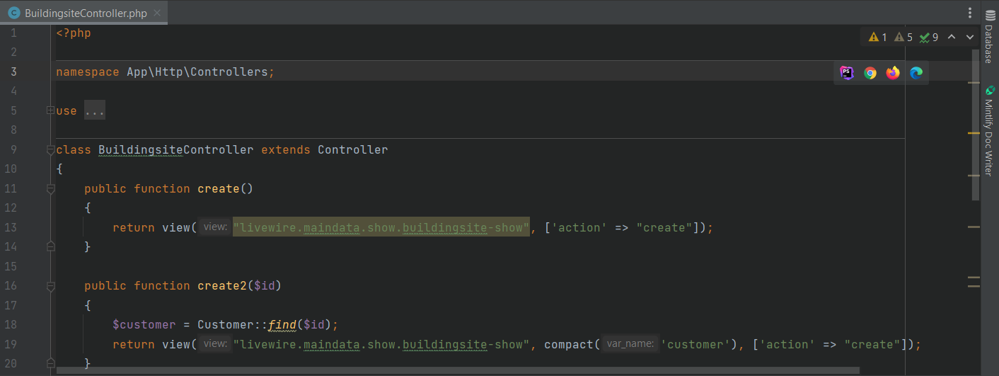 BuildingsiteController.php
1 <?php
1 5 9
2
3 namespace App\Http\Controllers;
PS
4
5 use ...
8
9 class BuildingsiteController extends Controller
10 {
11 public function create()
12 {
13 return view( view: "livewire.maindata.show.buildingsite-show", ['action' => "create"]);
14 }
15
16 public function create2($id)
17 {
18 $customer = Customer::find($id);
19 return view( view: "livewire.maindata.show.buildingsite-show", compact( var_name: 'customer'), ['action' => "create"]);
20 }
Database
Mintlify Doc Writer